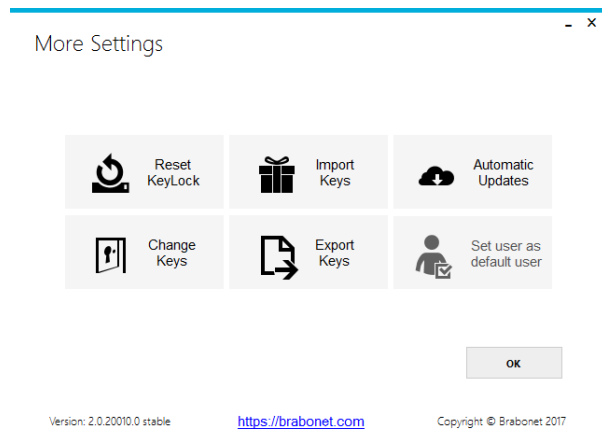 More Settings
Reset
KeyLock
Import
Keys
Automatic
Updates
Change
Keys
Export
Keys
Set user as
default user
OK
Version: 2.0.20010.0 stable
https://brabonet.com
Copyright © Brabonet 2017